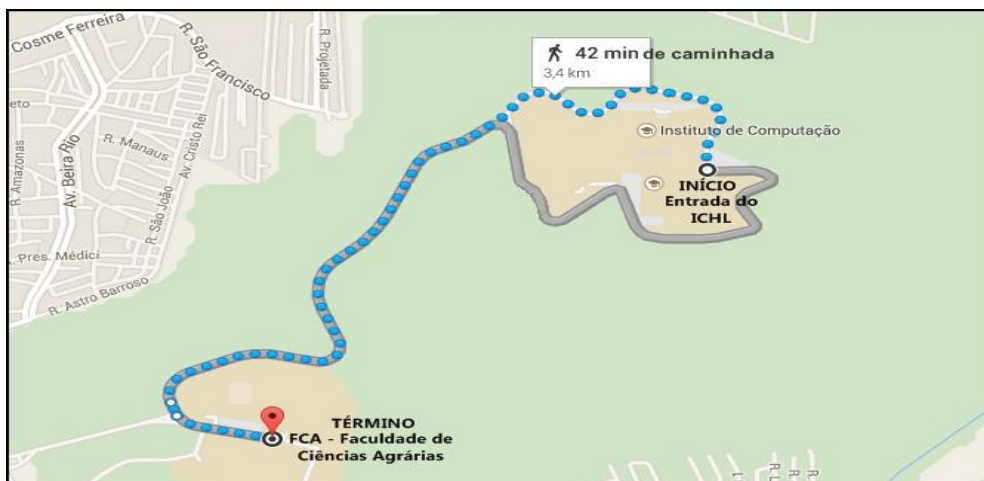 Cosme Ferreira
R. São Francisco
R. Projetada
eto
R. Amazonas
Av. Beira Rio
R. Manaus
Av. Cristo Rei
R. São João
R. Pres. Médici
R. Astro Barroso
42 min de caminhada
3,4 km
Instituto de Computação
INÍCIO
Entrada do
ICHL
TÉRMINO
FCA - Faculdade de
Ciências Agrárias